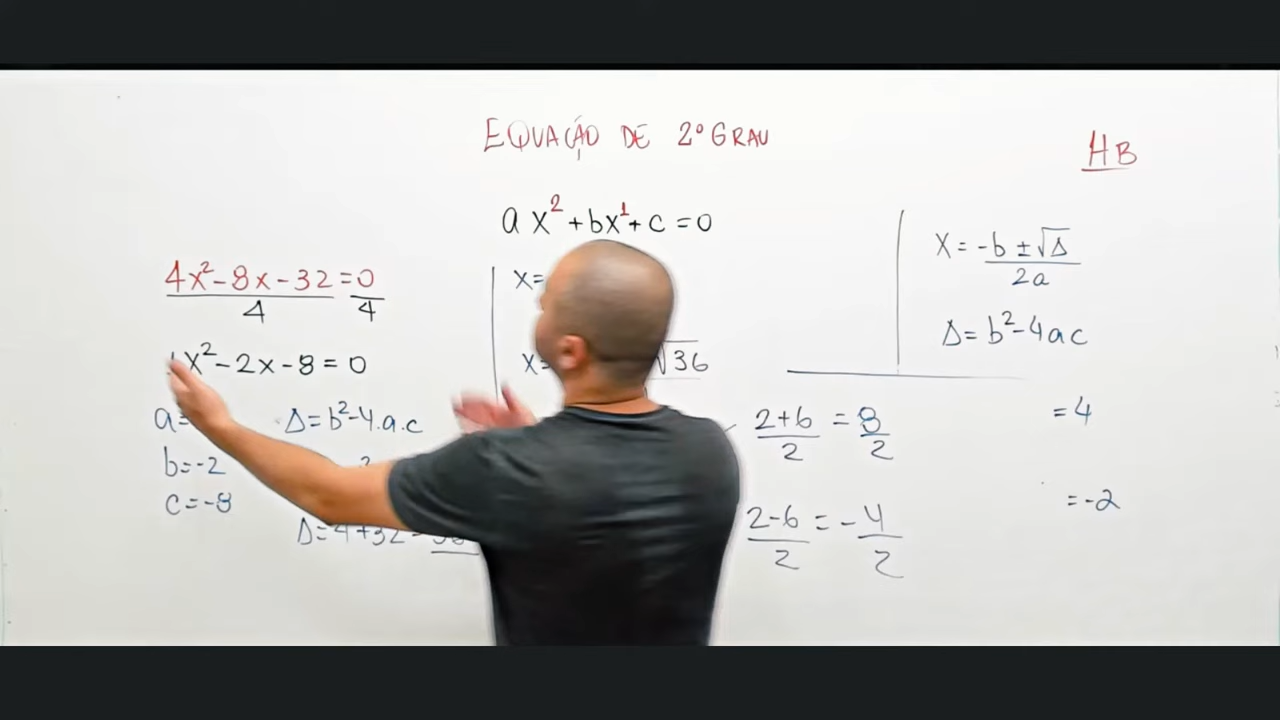 EQUAÇÃO DE 2º GRAU
HB
ax² + bx¹ + c = 0
4x² - 8x - 32 = 0
4 4
x² - 2x - 8 = 0
a=
b=-2
c=-8
Δ=b²-4.a.c
Δ=4+32
x=
x= √36
x = -b ± √Δ
2a
Δ = b² - 4ac
2+6 = 8 = 4
2 2
2-6 = -4 = -2
2 2